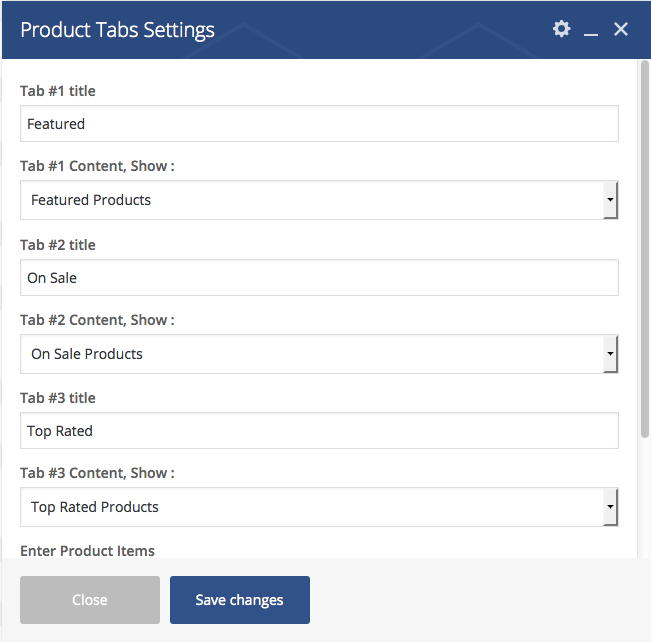 Product Tabs Settings
Tab #1 title
Featured
Tab #1 Content, Show :
Featured Products
Tab #2 title
On Sale
Tab #2 Content, Show :
On Sale Products
Tab #3 title
Top Rated
Tab #3 Content, Show :
Top Rated Products
Enter Product Items
Close
Save changes